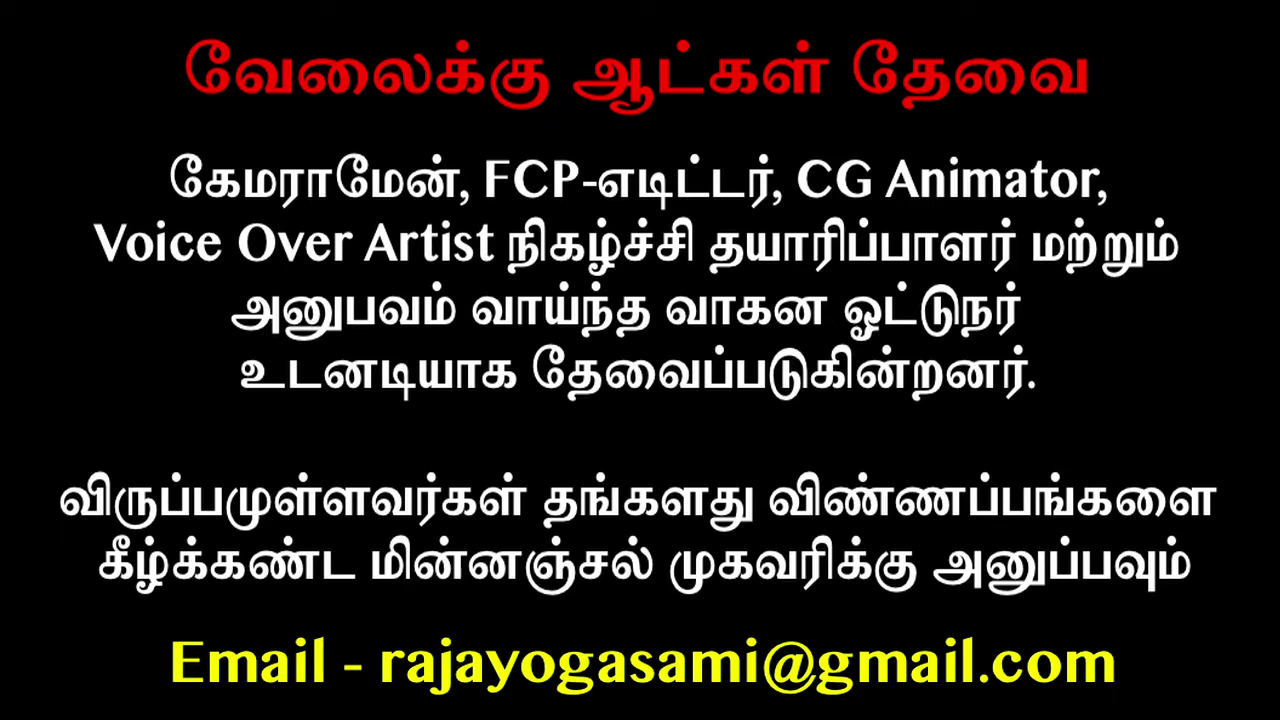 வேலைக்கு ஆட்கள் தேவை
கேமராமேன், FCP-எடிட்டர், CG Animator,
Voice Over Artist நிகழ்ச்சி தயாரிப்பாளர் மற்றும்
அனுபவம் வாய்ந்த வாகன ஓட்டுநர்
உடனடியாக தேவைப்படுகின்றனர்.
விருப்பமுள்ளவர்கள் தங்களது விண்ணப்பங்களை
கீழ்க்கண்ட மின்னஞ்சல் முகவரிக்கு அனுப்பவும்
Email - rajayogasami@gmail.com